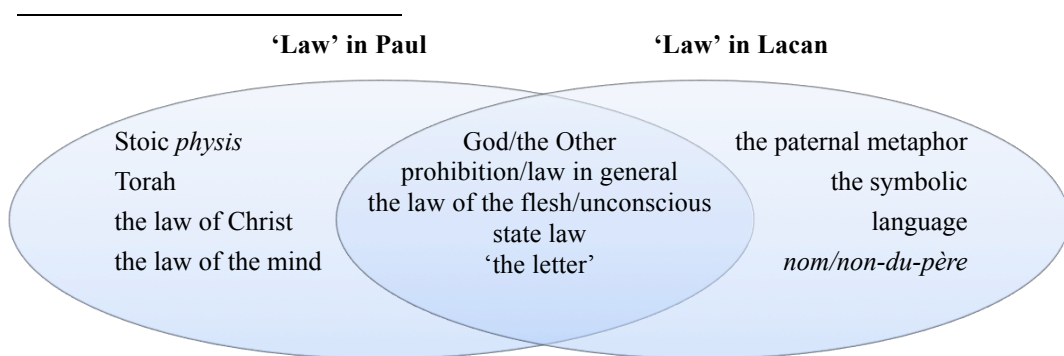 ‘Law’ in Paul
‘Law’ in Lacan
Stoic physis
Torah
the law of Christ
the law of the mind
God/the Other
prohibition/law in general
the law of the flesh/unconscious
state law
‘the letter’
the paternal metaphor
the symbolic
language
nom/non-du-père